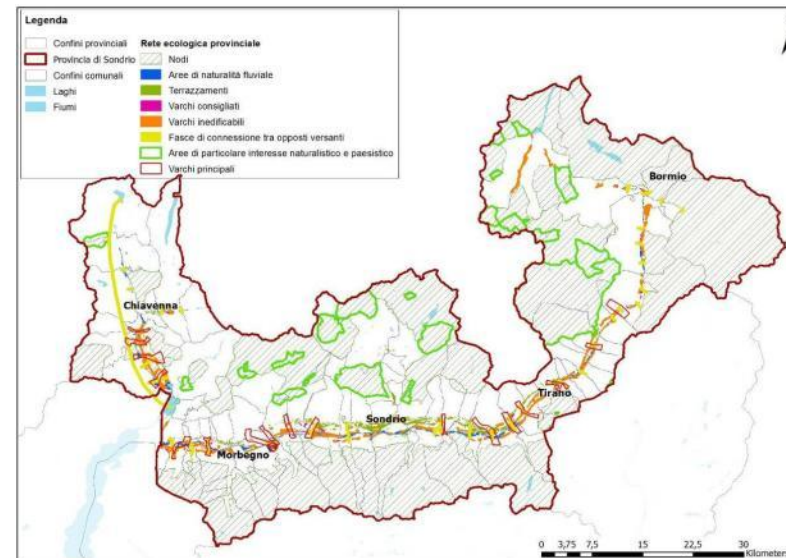 Legenda
Confini provinciali
Provincia di Sondrio
Confini comunali
Laghi
Fiumi
Rete ecologica provinciale
Nodi
Aree di naturalità fluviale
Terrazzamenti
Varchi consigliati
Varchi inedificabili
Fasce di connessione tra opposti versanti
Aree di particolare interesse naturalistico e paesistico
Varchi principali
Bormio
Chiavenna
Tirano
Sondrio
Morbegno
0 3,75 7,5 15 22,5 30
Kilometer